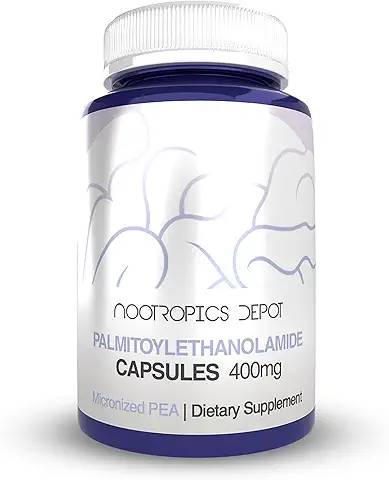 NOOTROPICS DEPOT
PALMITOYLETHANOLAMIDE
CAPSULES 400mg
Micronized PEA | Dietary Supplement